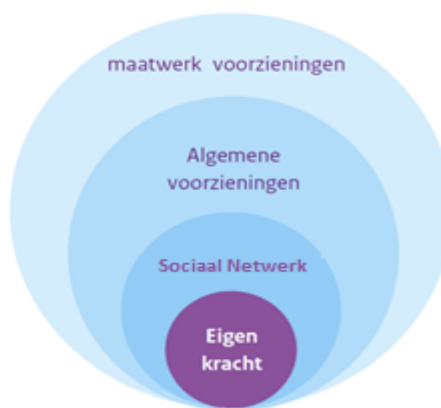 maatwerk voorzieningen
Algemene
voorzieningen
Sociaal Netwerk
Eigen
kracht